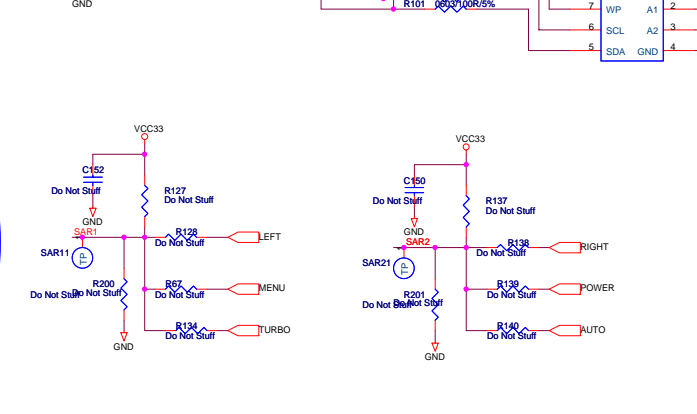 GND
R101
0603/100R/5%
7
WP
A1
2
6
SCL
A2
3
5
SDA
GND
4
VCC33
C152
Do Not Stuff
R127
Do Not Stuff
GND
SAR1
R128
Do Not Stuff
LEFT
SAR11
TP
R200
Do Not Stuff
Do Not Stuff
R67
Do Not Stuff
MENU
R134
Do Not Stuff
TURBO
GND
VCC33
C150
Do Not Stuff
R137
Do Not Stuff
GND
SAR2
R138
Do Not Stuff
RIGHT
SAR21
TP
R201
Do Not Stuff
Do Not Stuff
R139
Do Not Stuff
POWER
R140
Do Not Stuff
AUTO
GND